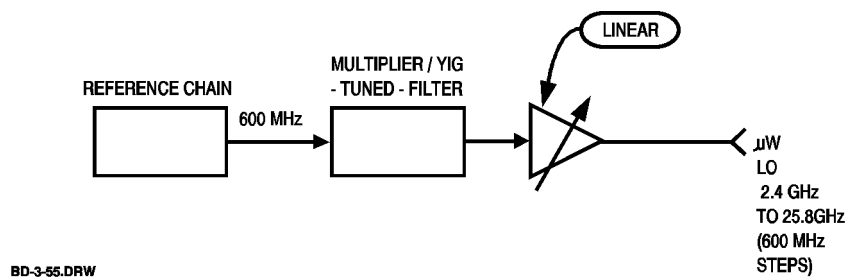 LINEAR
MULTIPLIER / YIG
- TUNED - FILTER
REFERENCE CHAIN
600 MHz
µW
LO
2.4 GHz
TO 25.8GHz
(600 MHz
STEPS)
BD-3-55.DRW